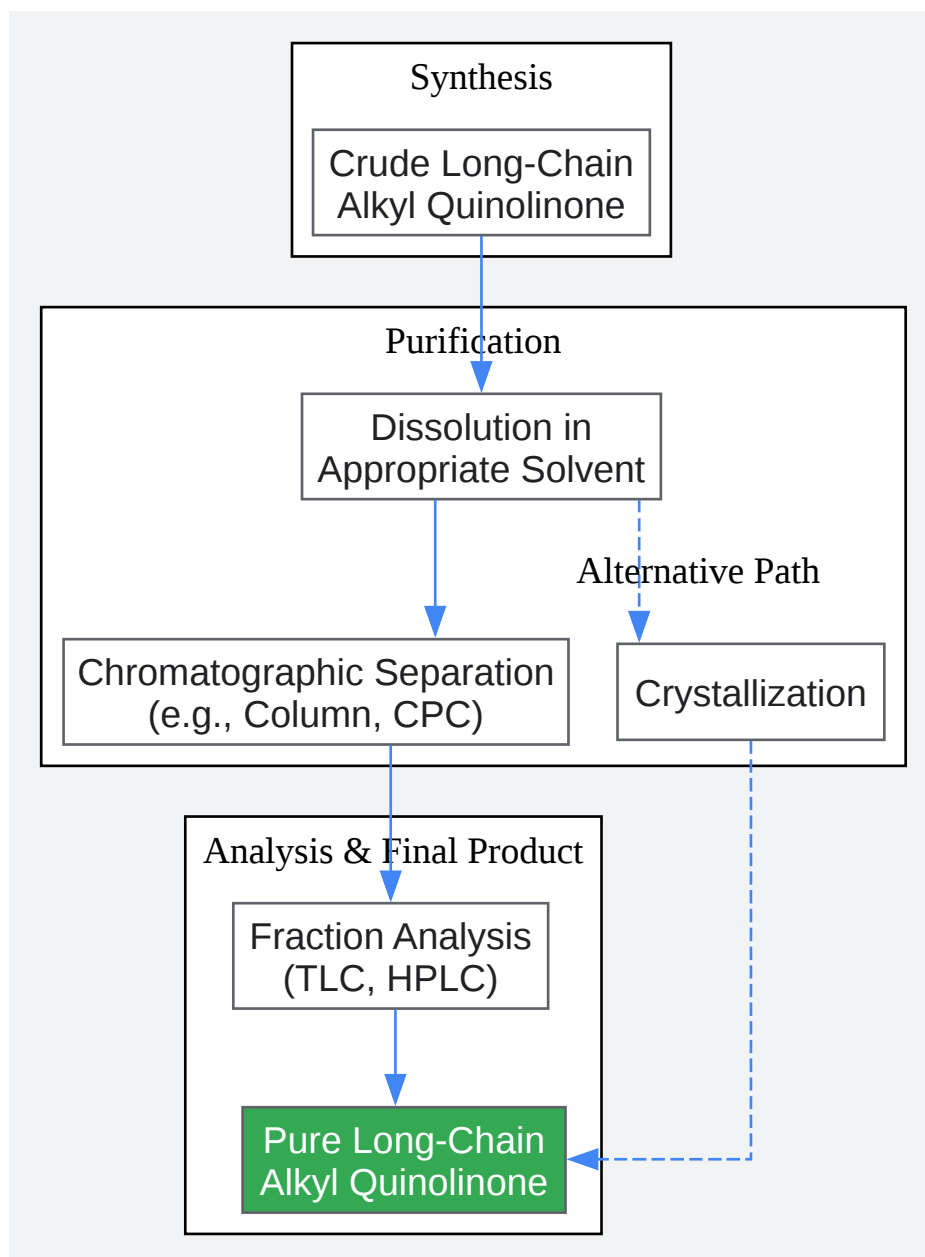 Synthesis
Crude Long-Chain
Alkyl Quinolinone
Purification
Dissolution in
Appropriate Solvent
Alternative Path
Chromatographic Separation
(e.g., Column, CPC)
Crystallization
Analysis & Final Product
Fraction Analysis
(TLC, HPLC)
Pure Long-Chain
Alkyl Quinolinone